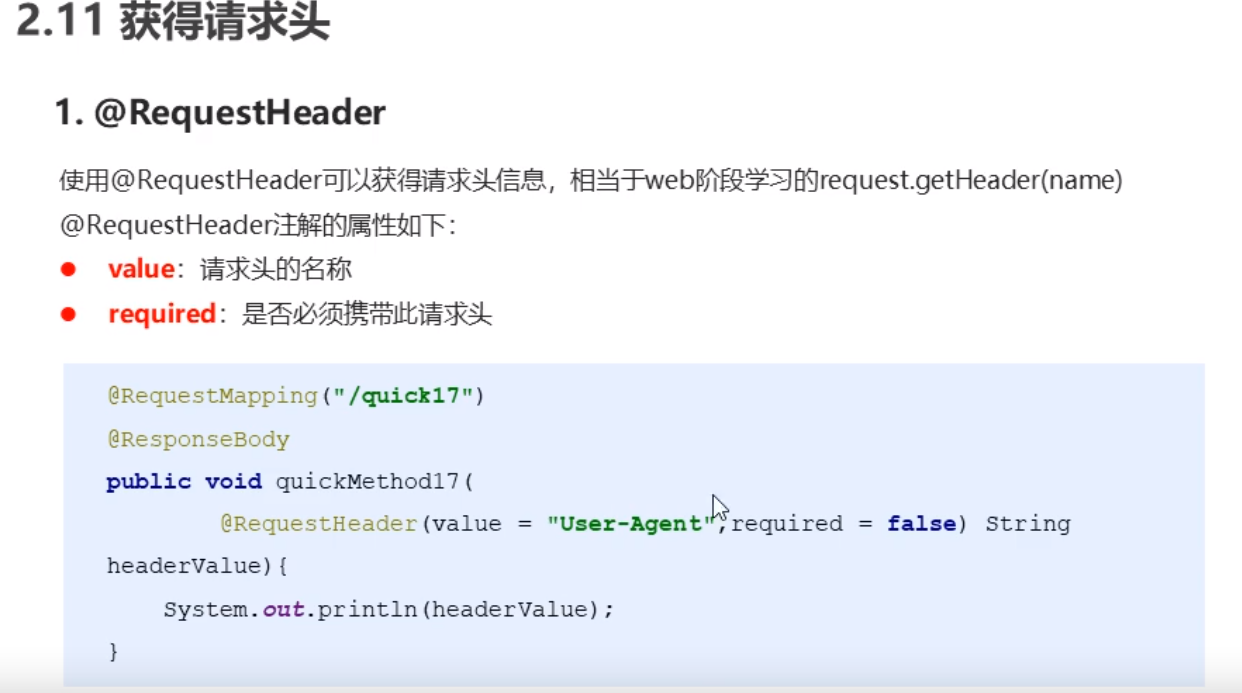 2.11 获得请求头
1. @RequestHeader
使用@RequestHeader可以获得请求头信息，相当于web阶段学习的request.getHeader(name)
@RequestHeader注解的属性如下：
● value：请求头的名称
● required：是否必须携带此请求头
@RequestMapping("/quick17")
@ResponseBody
public void quickMethod17(
@RequestHeader(value = "User-Agent",required = false) String
headerValue){
System.out.println(headerValue);
}